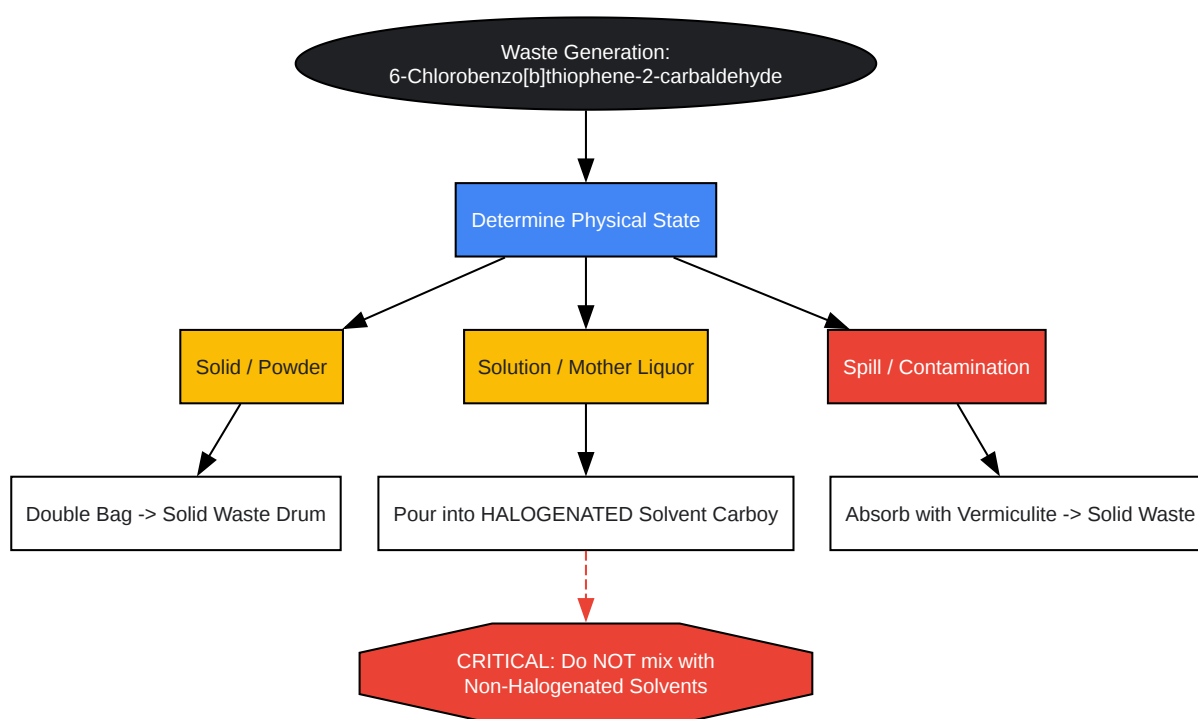 Waste Generation:
6-Chlorobenzo[b]thiophene-2-carbaldehyde
Determine Physical State
Solid / Powder
Solution / Mother Liquor
Spill / Contamination
Double Bag -> Solid Waste Drum
Pour into HALOGENATED Solvent Carboy
Absorb with Vermiculite -> Solid Waste
CRITICAL: Do NOT mix with
Non-Halogenated Solvents